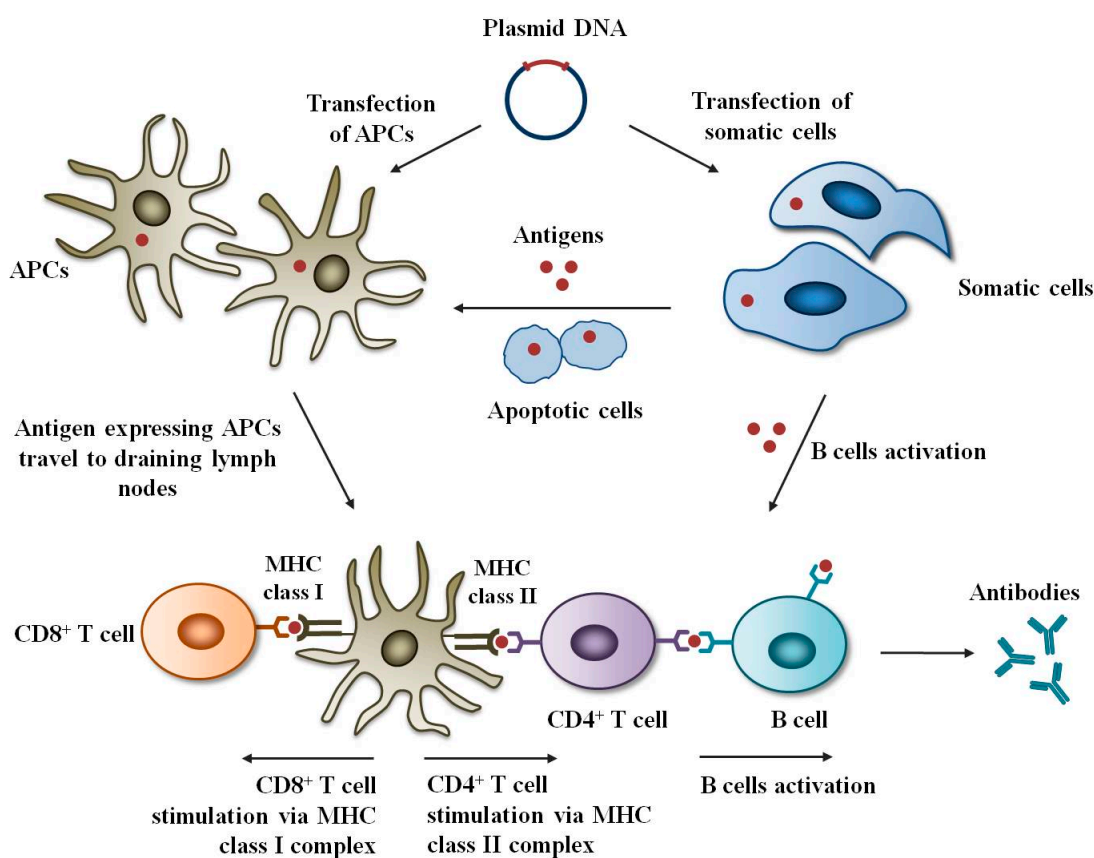 Plasmid DNA
Transfection
of APCs
Transfection of
somatic cells
Antigens
APCs
Somatic cells
Apoptotic cells
Antigen expressing APCs
travel to draining lymph
nodes
B cells activation
MHC
class I
MHC
class II
Antibodies
CD8⁺ T cell
CD4⁺ T cell
B cell
CD8⁺ T cell
stimulation via MHC
class I complex
CD4⁺ T cell
stimulation via MHC
class II complex
B cells activation